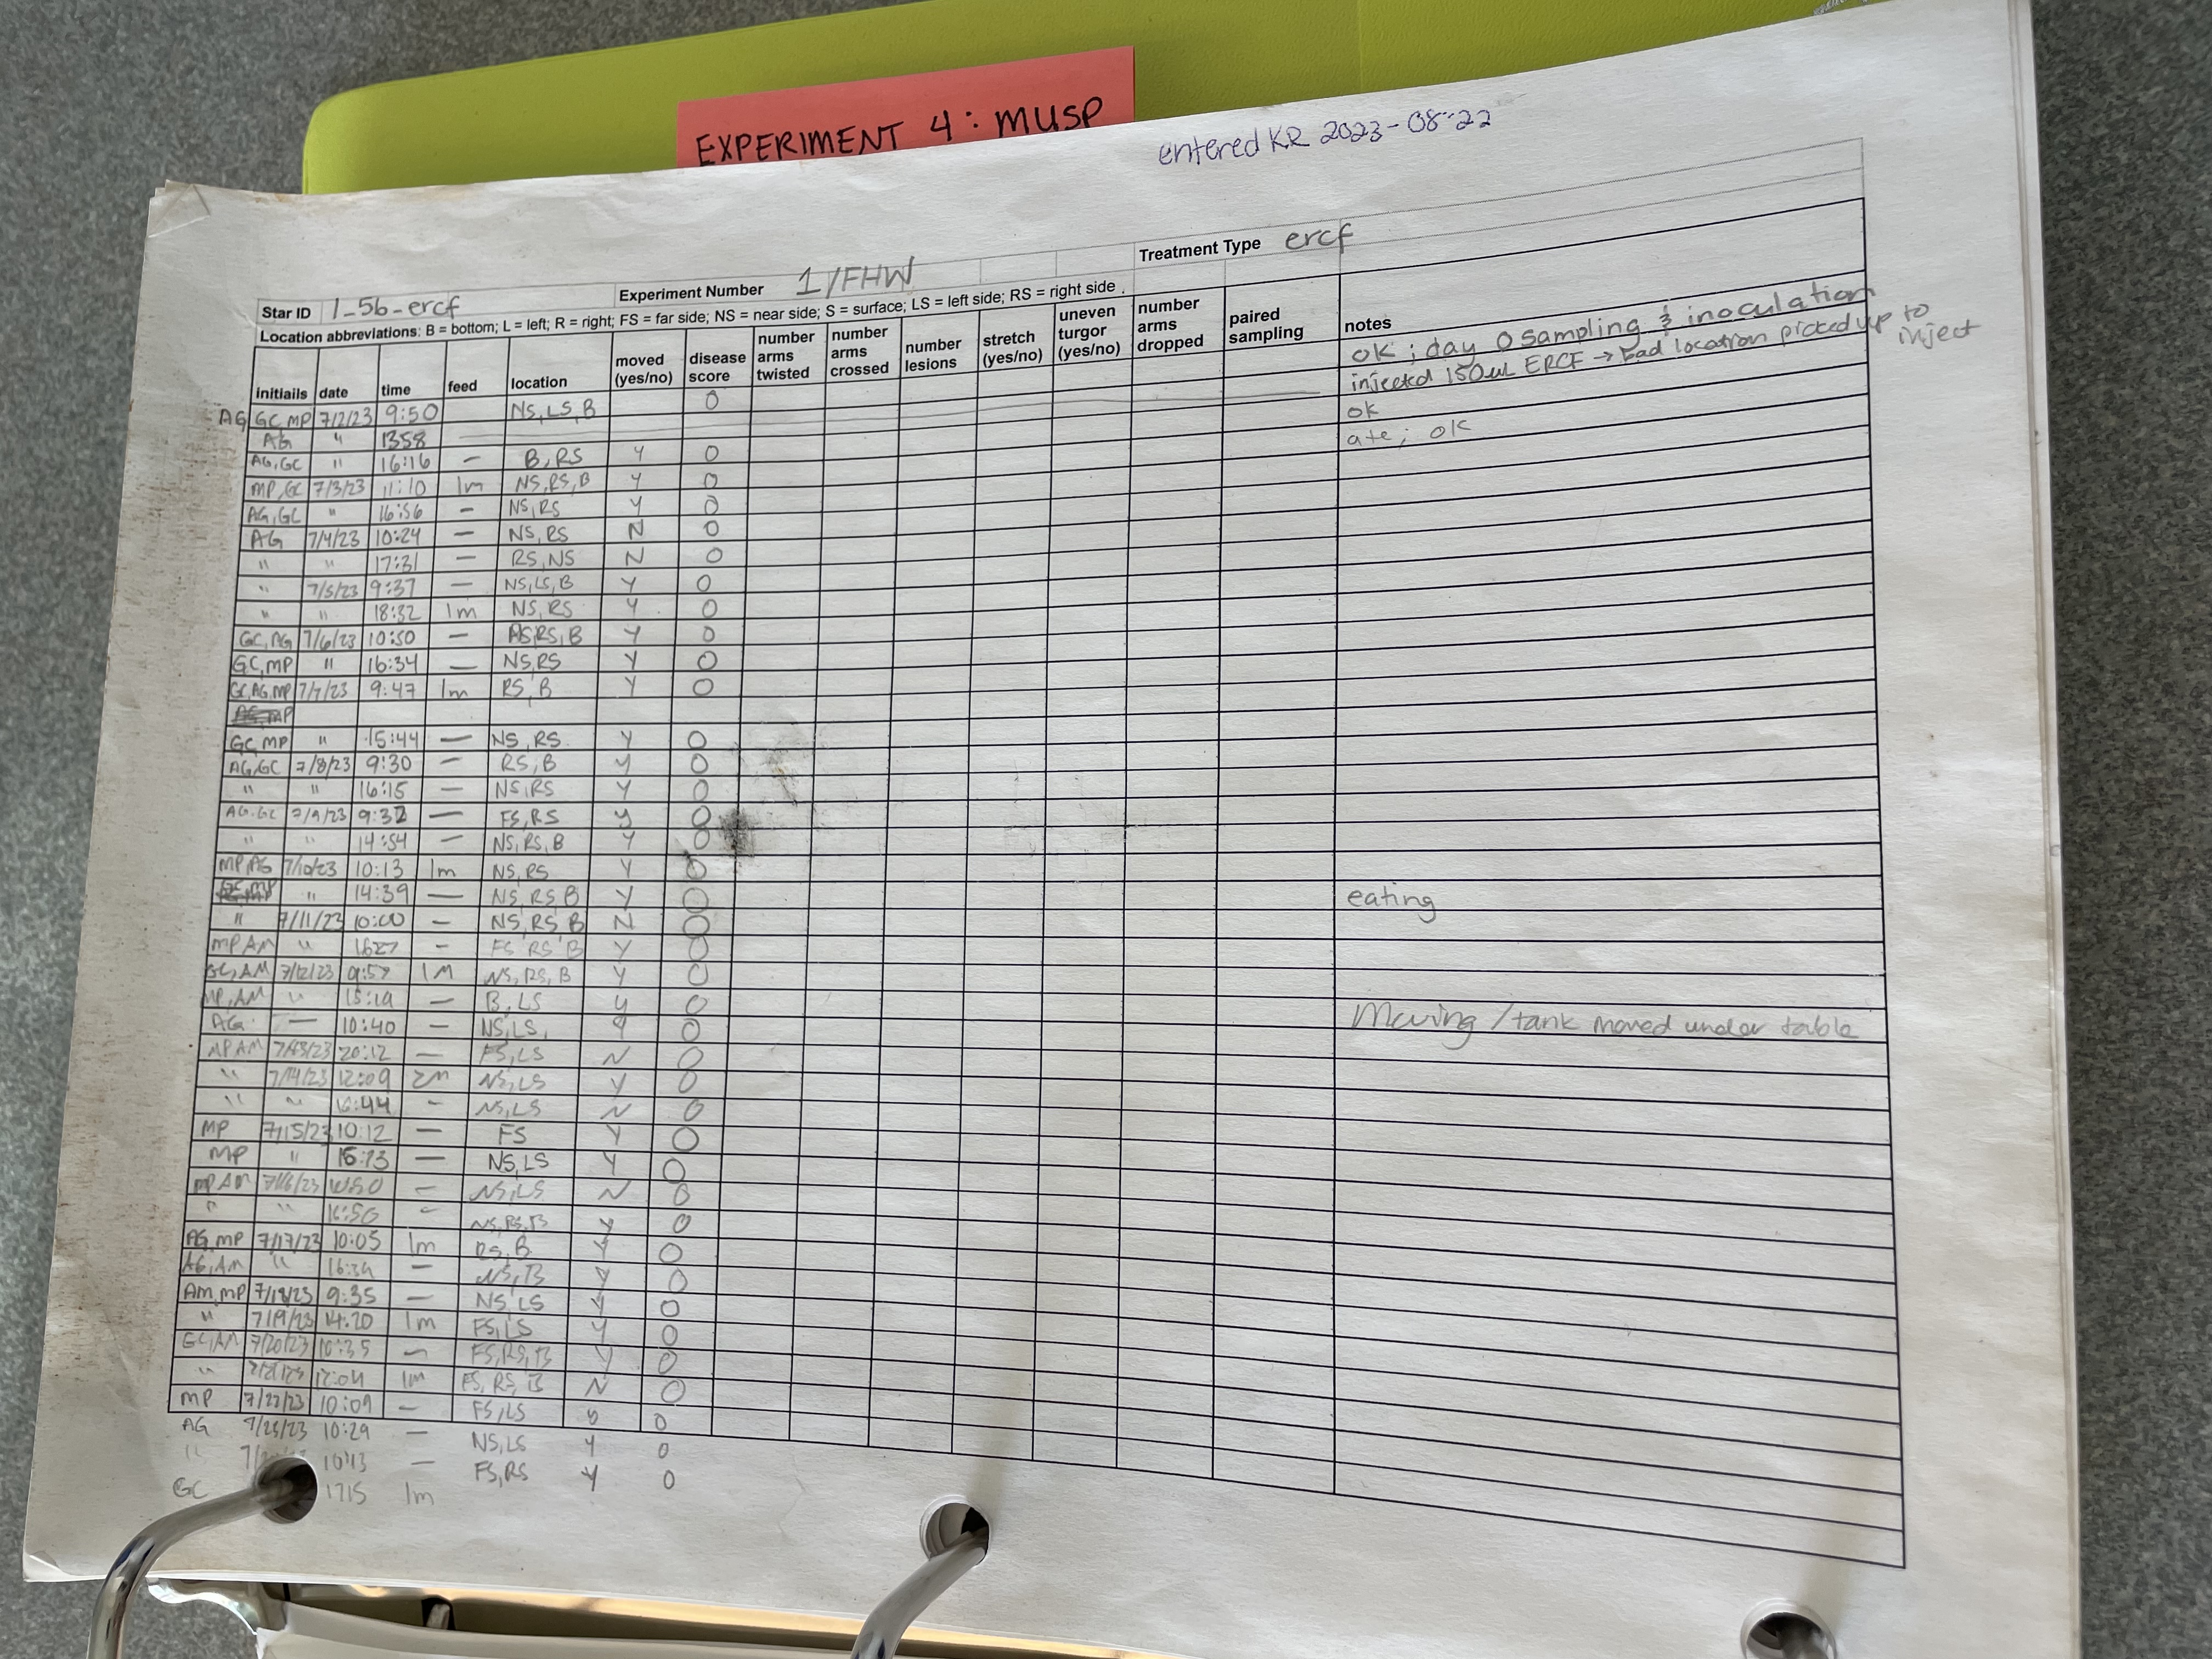 EXPERIMENT 4: MUSP
entered KR 2023-08-22
Star ID 1_56_ercf Experiment Number 1/FHW Treatment Type ercf
Location abbreviations: B = bottom; L = left; R = right; FS = far side; NS = near side; S = surface; LS = left side; RS = right side .
initiails date time feed location moved (yes/no) disease score number arms twisted number arms crossed number lesions stretch (yes/no) uneven turgor (yes/no) number arms dropped paired sampling notes
AG GC,MP 7/2/23 9:50 NS,LS,B 0 ok ; day 0 sampling & inoculation
AG " 1358 injected 150uL ERCF → bad location picked up to inject
AG,GC " 16:16 — B,RS Y 0 ok
MP,GC 7/3/23 11:10 1m NS,RS,B Y 0 ate; ok
AG,GC " 16:56 — NS,RS Y 0
AG 7/4/23 10:24 — NS,RS N 0
" " 17:31 — RS,NS N 0
" 7/5/23 9:37 — NS,LS,B Y 0
" " 18:32 1m NS,RS Y 0
GC,AG 7/6/23 10:50 — RS,B Y 0
GC,MP " 16:34 — NS,RS Y 0
GC,AG,MP 7/7/23 9:47 1m RS,B Y 0
GC,MP " 15:44 — NS,RS Y 0
AG,GC 7/8/23 9:30 — RS,B Y 0
" " 16:15 — NS,RS Y 0
AG,GC 7/9/23 9:32 — FS,RS Y 0
" " 14:54 — NS,RS,B Y 0
MP,AG 7/10/23 10:13 1m NS,RS Y 0
GC,MP " 14:39 — NS,RS,B Y 0 eating
" 7/11/23 10:00 — NS,RS,B N 0
MP,AM " 1627 — FS,RS,B Y 0
GC,AM 7/12/23 9:57 1M NS,RS,B Y 0
MP,AM " 15:19 — B,LS Y 0
AG — 10:40 — NS,LS, Y 0 Moving /tank moved under table
MP,AM 7/13/23 20:12 — FS,LS N 0
" 7/14/23 12:09 2m NS,LS Y 0
" " 16:44 — NS,LS N 0
MP 7/15/23 10:12 — FS Y 0
MP " — NS,LS Y 0
MP,AM 7/16/23 — NS,LS N 0
" " 16:50 — NS,RS,B Y 0
AG,MP 7/17/23 10:05 1m RS,B Y 0
AG,AM " 16:39 — NS,B Y 0
AM,MP 7/18/23 9:35 — NS,LS Y 0
" 7/19/23 14:20 1m FS,LS Y 0
GC,AM 7/20/23 10:35 — FS,RS,B Y 0
" 7/21/23 12:04 1m FS,RS,B N 0
MP 7/22/23 10:09 — FS,LS 0
AG 10:29 — NS,LS Y 0
" 10:13 — FS,RS Y 0
GC 1715 1m